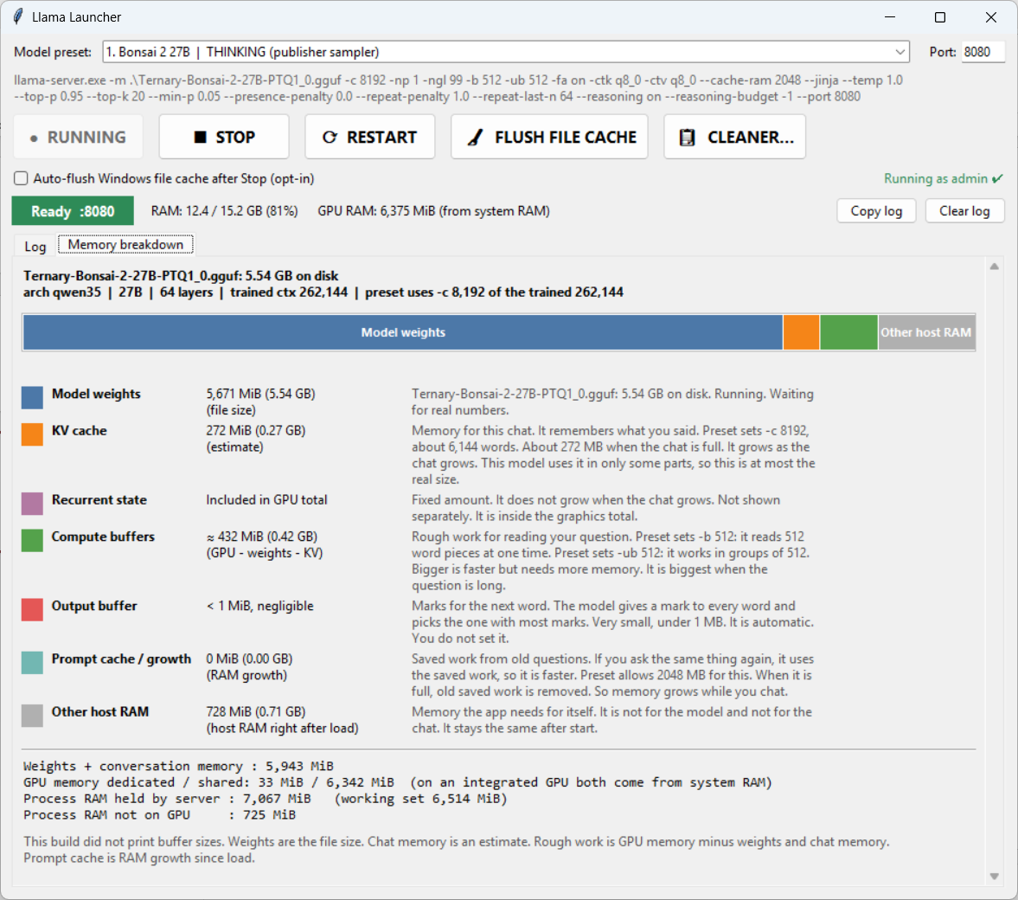 Llama Launcher
Model preset: 1. Bonsai 2 27B | THINKING (publisher sampler) Port: 8080
llama-server.exe -m .\Ternary-Bonsai-2-27B-PTQ1_0.gguf -c 8192 -np 1 -ngl 99 -b 512 -ub 512 -fa on -ctk q8_0 -ctv q8_0 --cache-ram 2048 --jinja --temp 1.0
--top-p 0.95 --top-k 20 --min-p 0.05 --presence-penalty 0.0 --repeat-penalty 1.0 --repeat-last-n 64 --reasoning on --reasoning-budget -1 --port 8080
● RUNNING ■ STOP ⟳ RESTART FLUSH FILE CACHE CLEANER...
Auto-flush Windows file cache after Stop (opt-in) Running as admin ✔
Ready :8080 RAM: 12.4 / 15.2 GB (81%) GPU RAM: 6,375 MiB (from system RAM) Copy log Clear log
Log Memory breakdown
Ternary-Bonsai-2-27B-PTQ1_0.gguf: 5.54 GB on disk
arch qwen35 | 27B | 64 layers | trained ctx 262,144 | preset uses -c 8,192 of the trained 262,144
Model weights Other host RAM
Model weights 5,671 MiB (5.54 GB) Ternary-Bonsai-2-27B-PTQ1_0.gguf: 5.54 GB on disk. Running. Waiting
(file size) for real numbers.
KV cache 272 MiB (0.27 GB) Memory for this chat. It remembers what you said. Preset sets -c 8192,
(estimate) about 6,144 words. About 272 MB when the chat is full. It grows as the
chat grows. This model uses it in only some parts, so this is at most the
real size.
Recurrent state Included in GPU total Fixed amount. It does not grow when the chat grows. Not shown
separately. It is inside the graphics total.
Compute buffers ≈ 432 MiB (0.42 GB) Rough work for reading your question. Preset sets -b 512: it reads 512
(GPU - weights - KV) word pieces at one time. Preset sets -ub 512: it works in groups of 512.
Bigger is faster but needs more memory. It is biggest when the
question is long.
Output buffer < 1 MiB, negligible Marks for the next word. The model gives a mark to every word and
picks the one with most marks. Very small, under 1 MB. It is automatic.
You do not set it.
Prompt cache / growth 0 MiB (0.00 GB) Saved work from old questions. If you ask the same thing again, it uses
(RAM growth) the saved work, so it is faster. Preset allows 2048 MB for this. When it is
full, old saved work is removed. So memory grows while you chat.
Other host RAM 728 MiB (0.71 GB) Memory the app needs for itself. It is not for the model and not for the
(host RAM right after load) chat. It stays the same after start.
Weights + conversation memory : 5,943 MiB
GPU memory dedicated / shared: 33 MiB / 6,342 MiB (on an integrated GPU both come from system RAM)
Process RAM held by server : 7,067 MiB (working set 6,514 MiB)
Process RAM not on GPU : 725 MiB
This build did not print buffer sizes. Weights are the file size. Chat memory is an estimate. Rough work is GPU memory minus weights and chat memory.
Prompt cache is RAM growth since load.